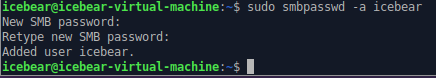 icebear@icebear-virtual-machine:~$ sudo smbpasswd -a icebear
New SMB password:
Retype new SMB password:
Added user icebear.
icebear@icebear-virtual-machine:~$